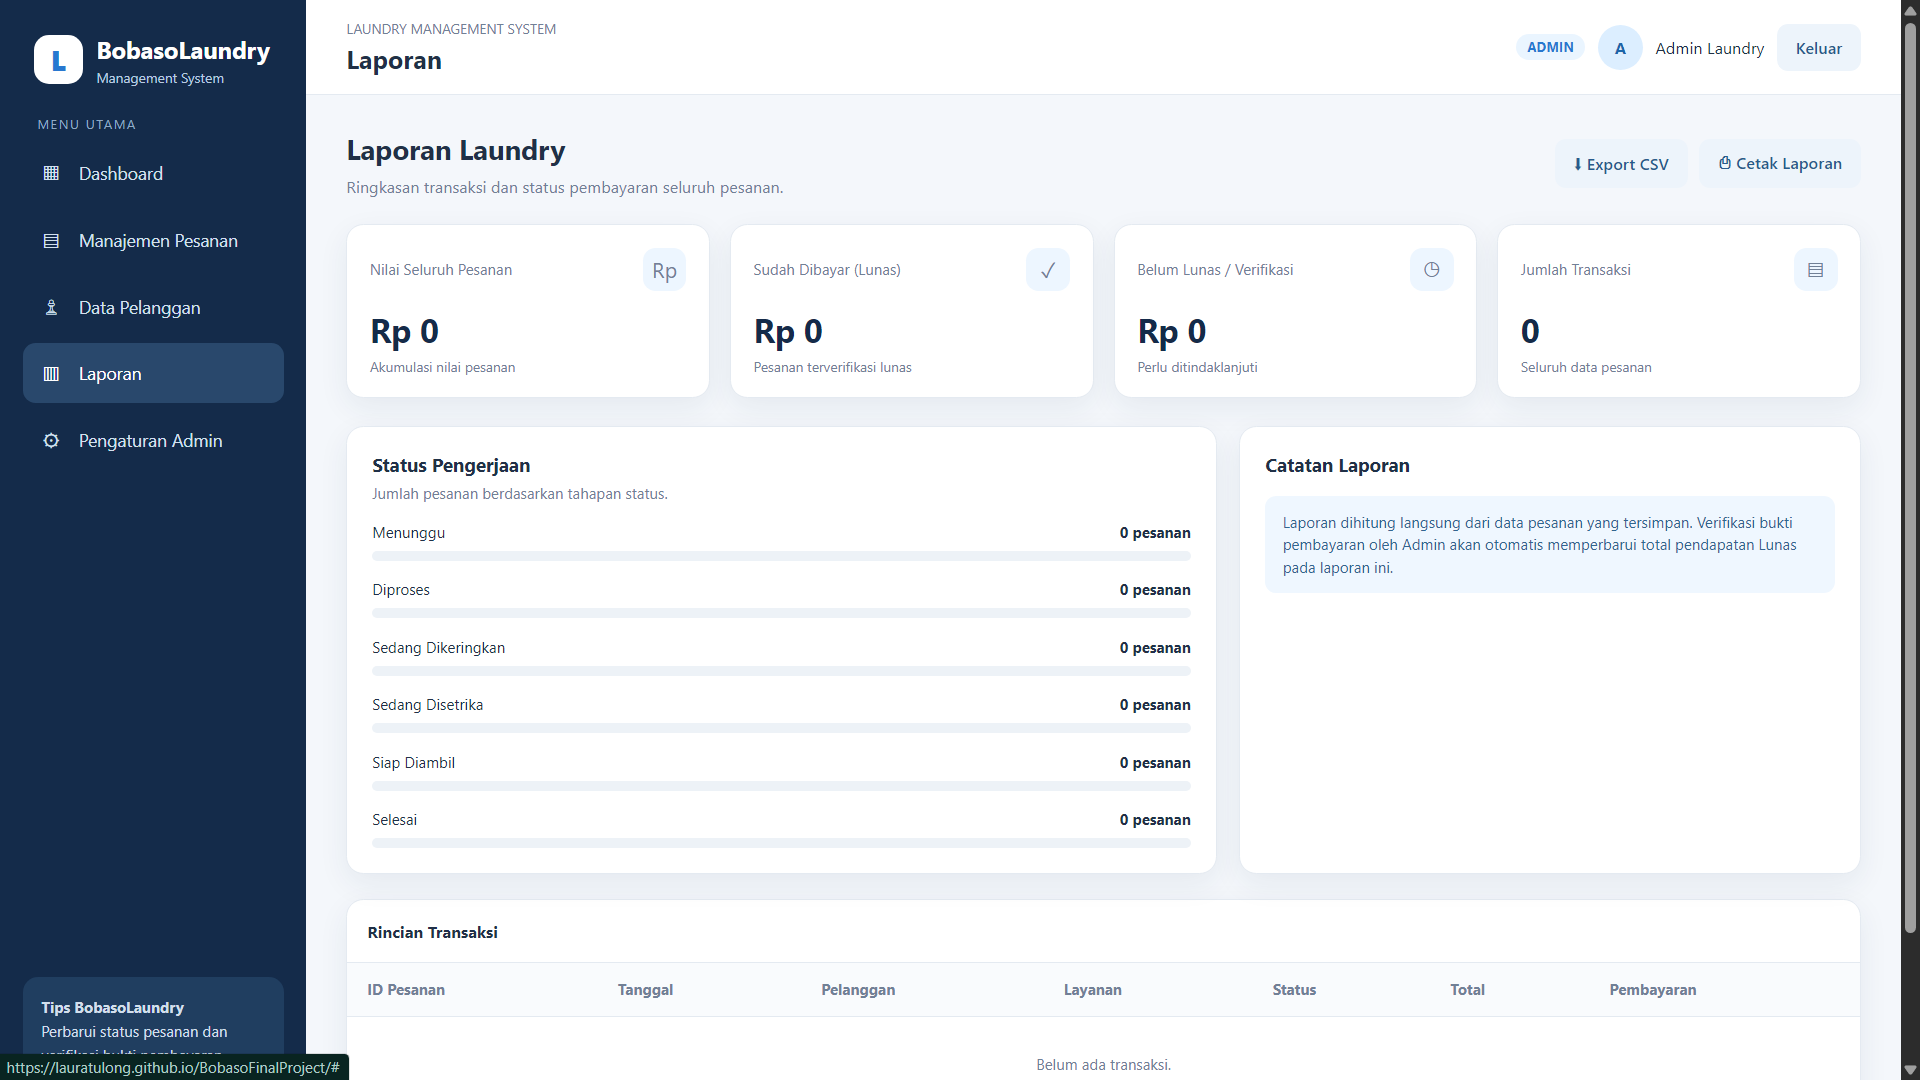 L
BobasoLaundry
Management System
MENU UTAMA
Dashboard
Manajemen Pesanan
Data Pelanggan
Laporan
Pengaturan Admin
Tips BobasoLaundry
Perbarui status pesanan dan
verifikasi bukti pembayaran
https://lauratulong.github.io/BobasoFinalProject/#
LAUNDRY MANAGEMENT SYSTEM
Laporan
ADMIN
A
Admin Laundry
Keluar
Laporan Laundry
Ringkasan transaksi dan status pembayaran seluruh pesanan.
Export CSV
Cetak Laporan
Nilai Seluruh Pesanan
Rp
Rp 0
Akumulasi nilai pesanan
Sudah Dibayar (Lunas)
Rp 0
Pesanan terverifikasi lunas
Belum Lunas / Verifikasi
Rp 0
Perlu ditindaklanjuti
Jumlah Transaksi
0
Seluruh data pesanan
Status Pengerjaan
Jumlah pesanan berdasarkan tahapan status.
Menunggu 0 pesanan
Diproses 0 pesanan
Sedang Dikeringkan 0 pesanan
Sedang Disetrika 0 pesanan
Siap Diambil 0 pesanan
Selesai 0 pesanan
Catatan Laporan
Laporan dihitung langsung dari data pesanan yang tersimpan. Verifikasi bukti
pembayaran oleh Admin akan otomatis memperbarui total pendapatan Lunas
pada laporan ini.
Rincian Transaksi
ID Pesanan Tanggal Pelanggan Layanan Status Total Pembayaran
Belum ada transaksi.